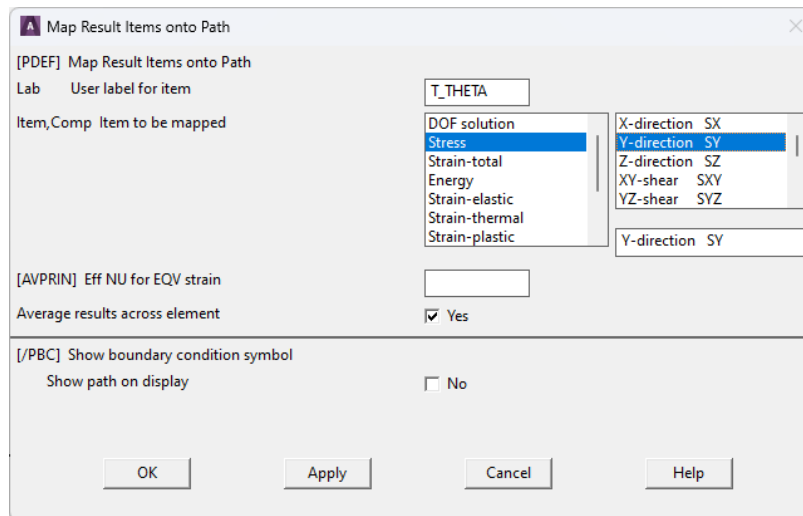 Map Result Items onto Path
[PDEF] Map Result Items onto Path
Lab User label for item T_THETA
Item,Comp Item to be mapped
DOF solution
Stress
Strain-total
Energy
Strain-elastic
Strain-thermal
Strain-plastic
X-direction SX
Y-direction SY
Z-direction SZ
XY-shear SXY
YZ-shear SYZ
Y-direction SY
[AVPRIN] Eff NU for EQV strain
Average results across element Yes
[/PBC] Show boundary condition symbol
Show path on display No
OK Apply Cancel Help